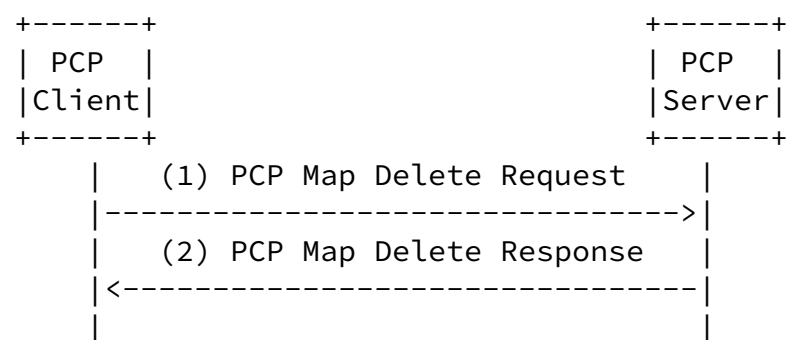 PCP PCP
Client Server
(1) PCP Map Delete Request
(2) PCP Map Delete Response